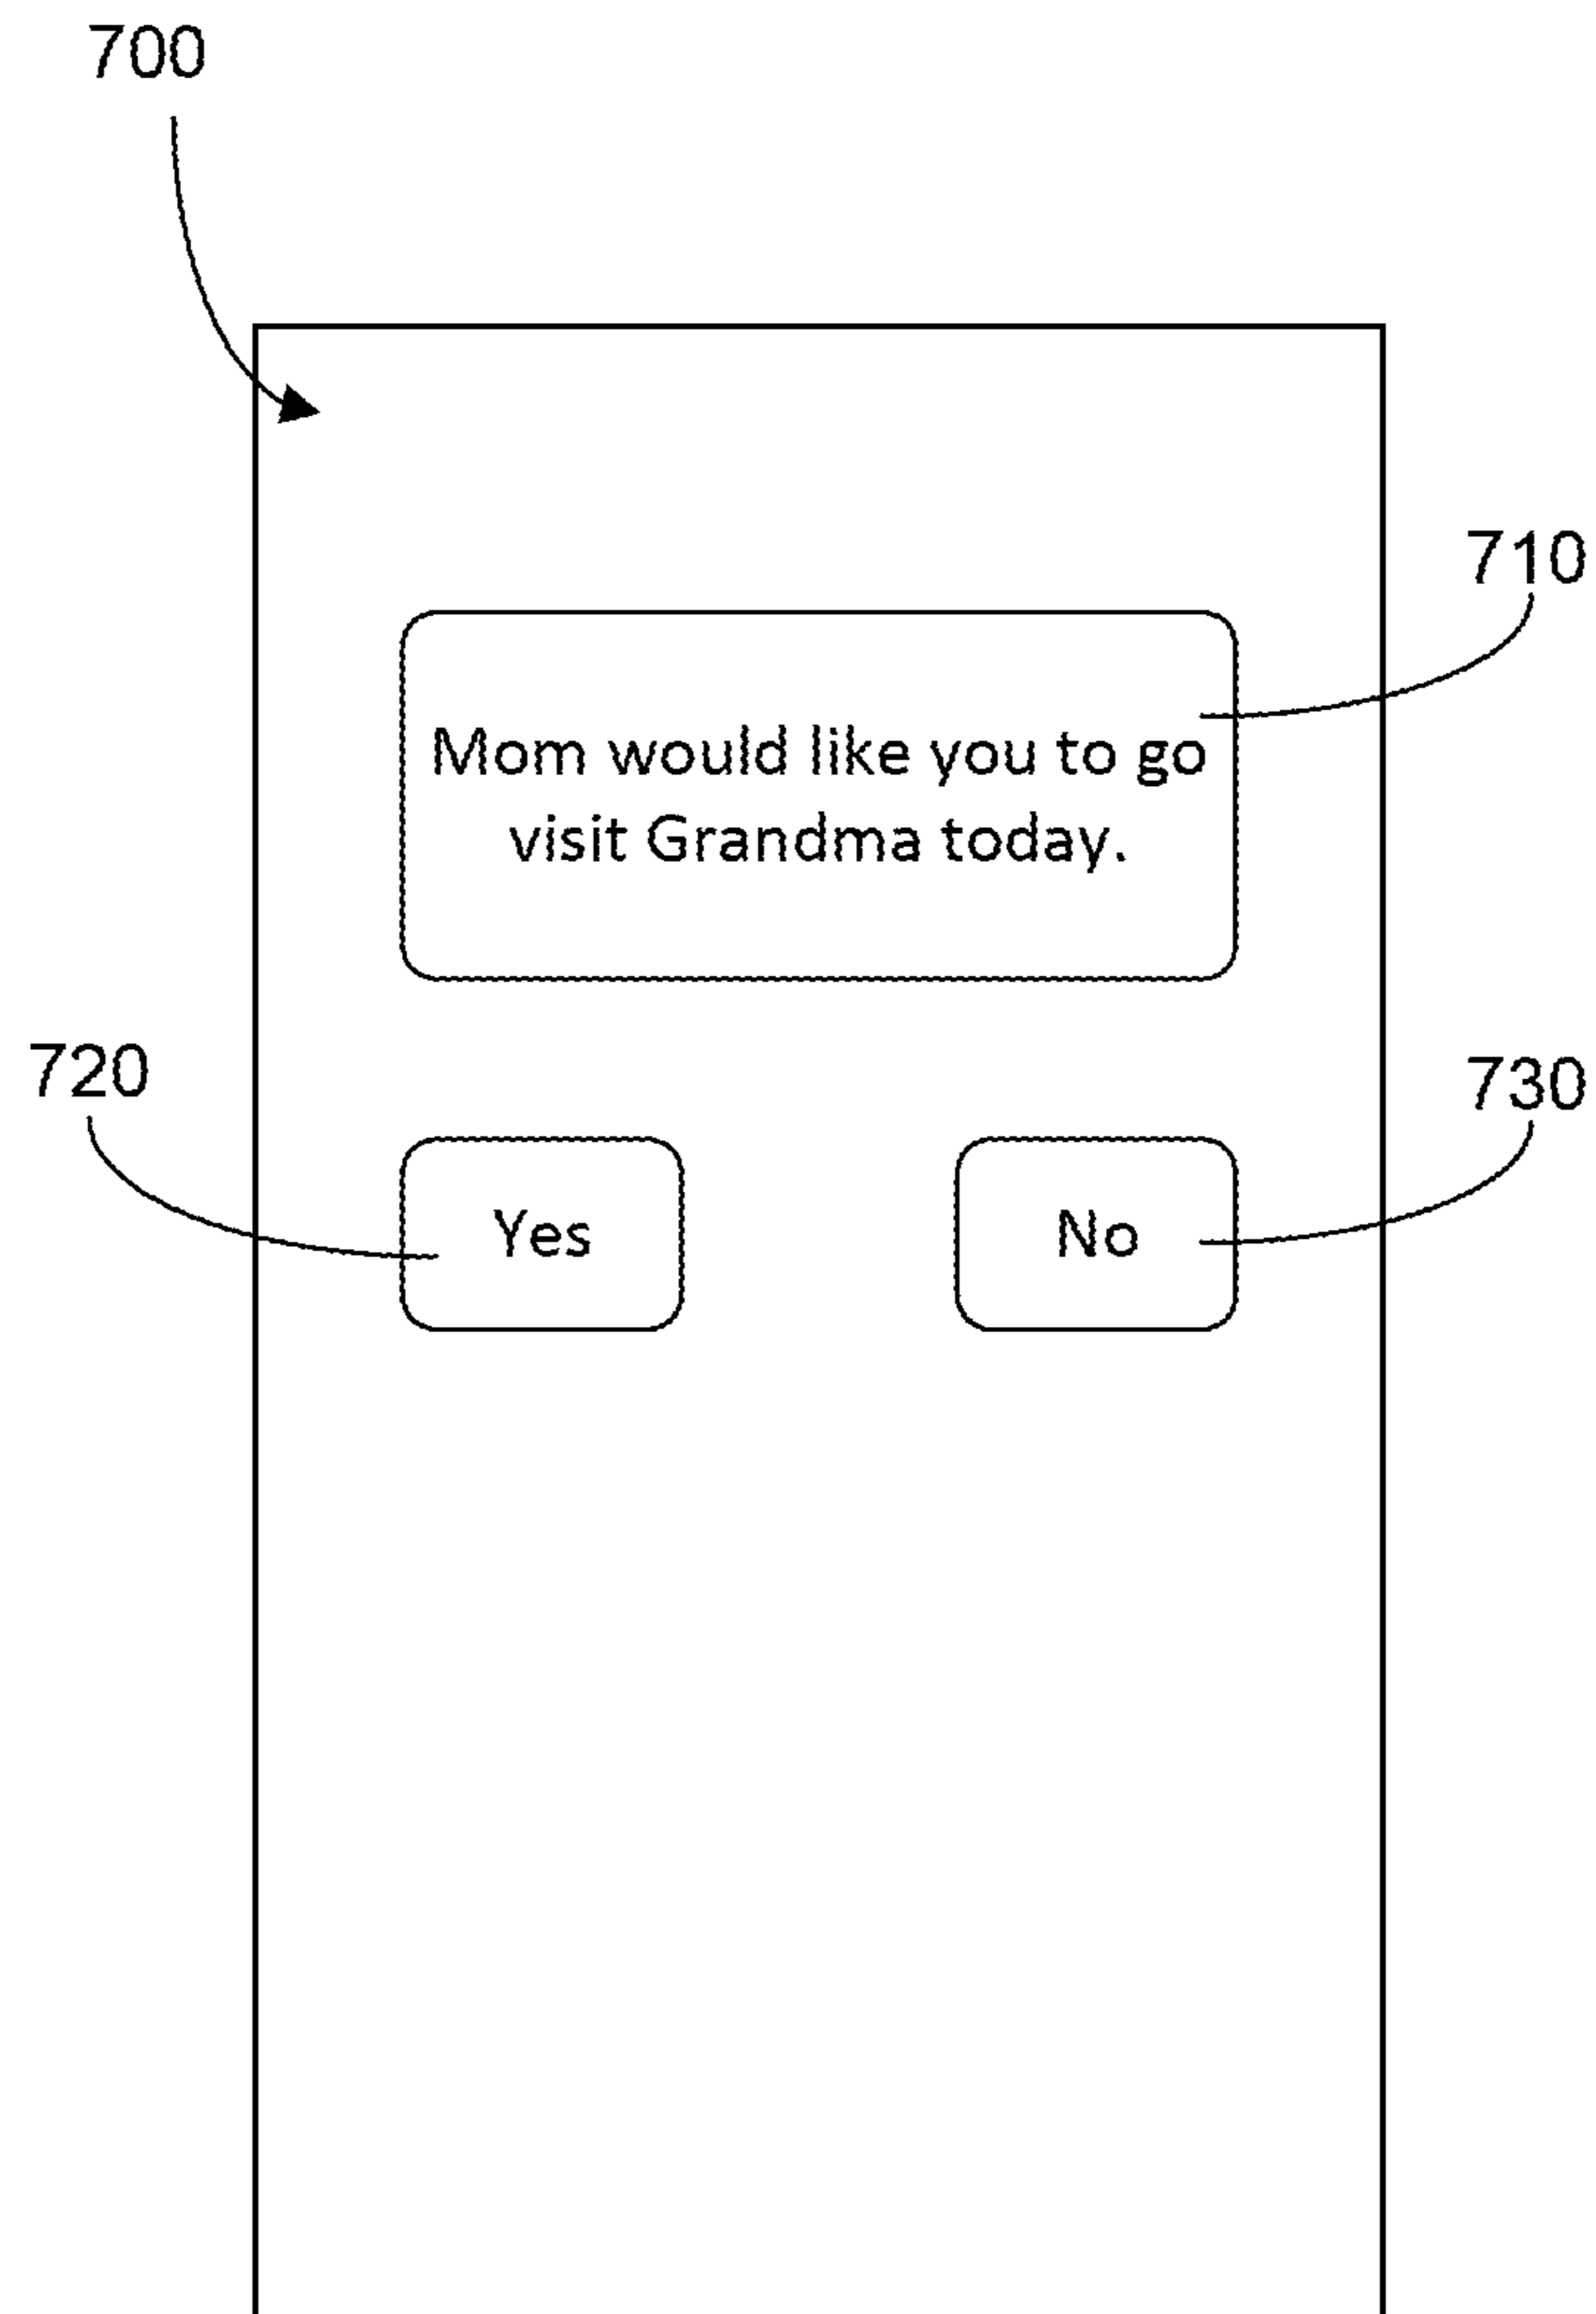 700
710
Mom would like you to go
visit Grandma today.
720
730
Yes
No